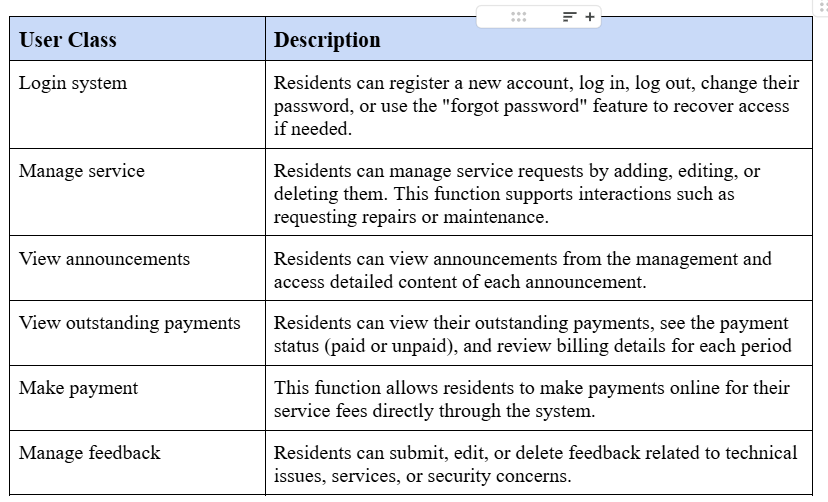 User Class
Description
Login system
Residents can register a new account, log in, log out, change their
password, or use the "forgot password" feature to recover access
if needed.
Manage service
Residents can manage service requests by adding, editing, or
deleting them. This function supports interactions such as
requesting repairs or maintenance.
View announcements
Residents can view announcements from the management and
access detailed content of each announcement.
View outstanding payments
Residents can view their outstanding payments, see the payment
status (paid or unpaid), and review billing details for each period
Make payment
This function allows residents to make payments online for their
service fees directly through the system.
Manage feedback
Residents can submit, edit, or delete feedback related to technical
issues, services, or security concerns.